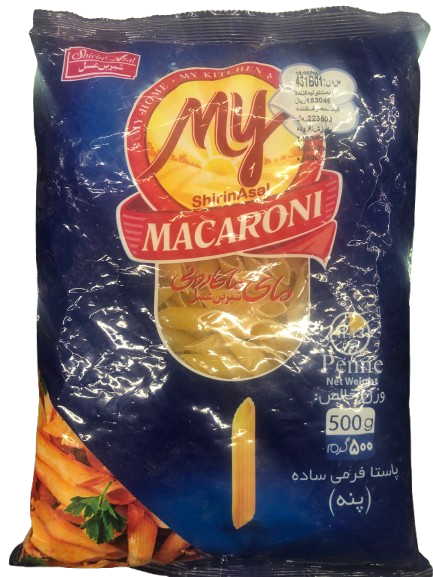 Shirin Asal
شیرین عسل
MY HOME • MY KITCHEN
My
ShirinAsal
MACARONI
مای ماکارونی
شیرین عسل
431601
Penne
Net Weight
وزن خالص:
500g
۵۰۰ گرم
پاستا فرمی ساده
(پنه)